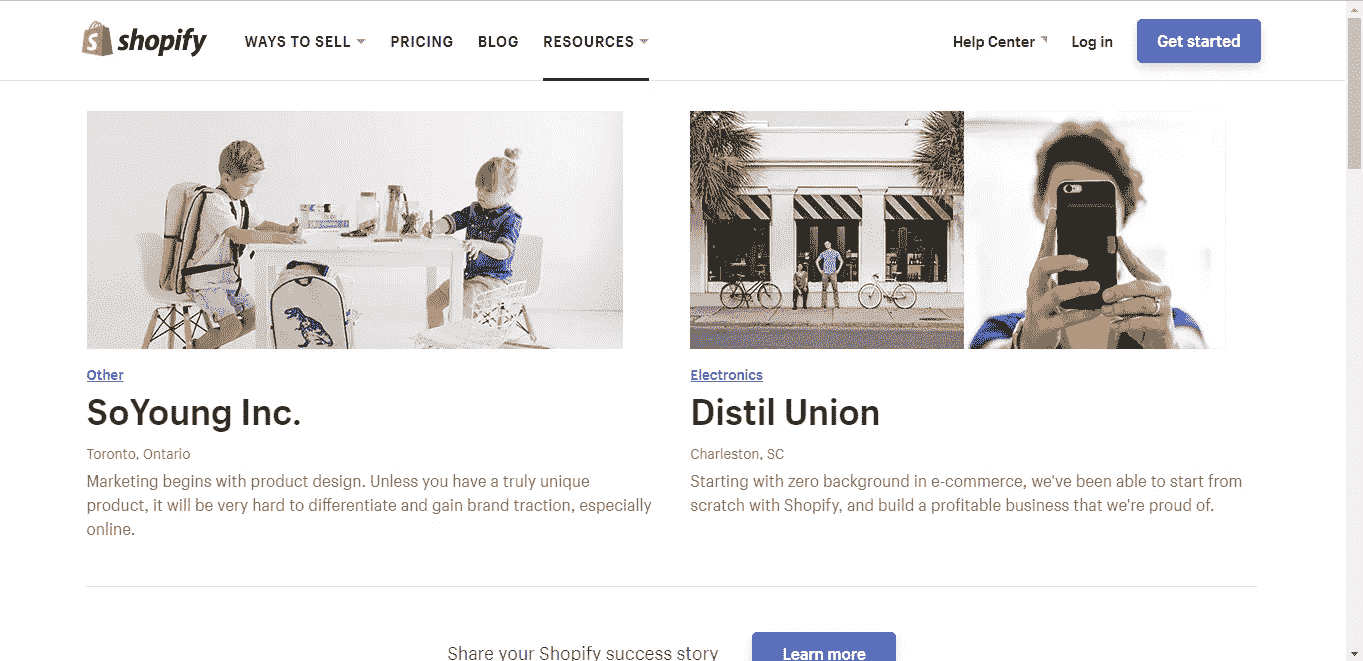 shopify WAYS TO SELL PRICING BLOG RESOURCES Help Center Log in Get started
Other
SoYoung Inc.
Toronto, Ontario
Marketing begins with product design. Unless you have a truly unique
product, it will be very hard to differentiate and gain brand traction, especially
online.
Electronics
Distil Union
Charleston, SC
Starting with zero background in e-commerce, we've been able to start from
scratch with Shopify, and build a profitable business that we're proud of.
Share your Shopify success story Learn more